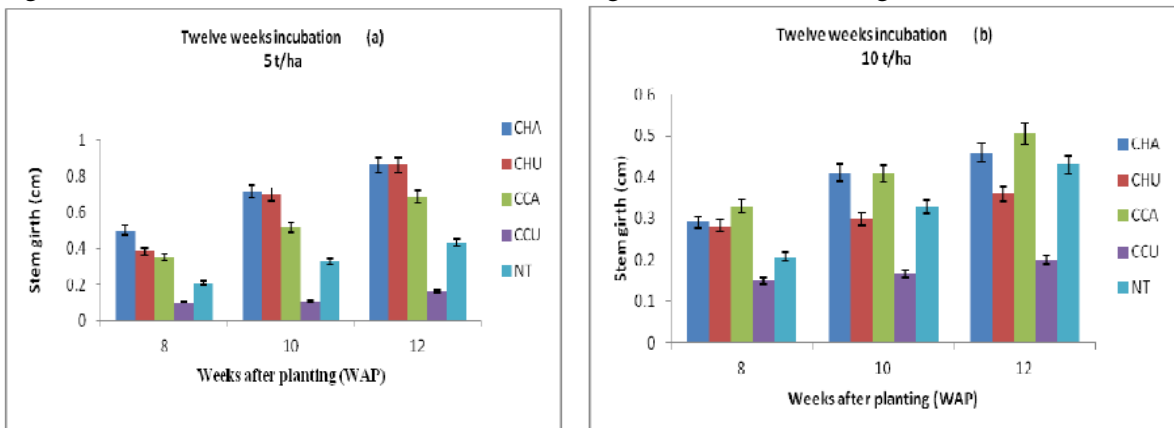 Twelve weeks incubation (a)
5 t/ha
Stem girth (cm)
1
0.8
0.6
0.4
0.2
0
8 10 12
Weeks after planting (WAP)
CHA
CHU
CCA
CCU
NT
Twelve weeks incubation (b)
10 t/ha
Stem girth (cm)
0.6
0.5
0.4
0.3
0.2
0.1
0
8 10 12
Weeks after planting (WAP)
CHA
CHU
CCA
CCU
NT